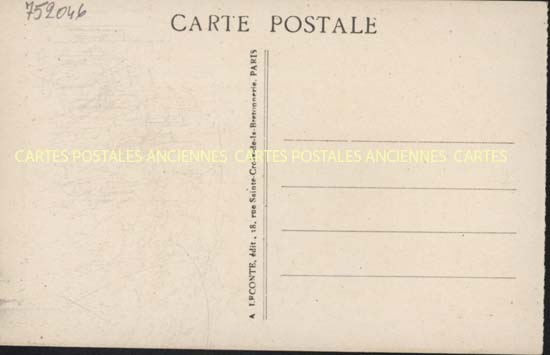 752046
CARTE POSTALE
A LECONTE, édit., 18, rue Sainte-Croix-de-la-Bretonnerie, PARIS
CARTES POSTALES ANCIENNES CARTES POSTALES ANCIENNES CARTES